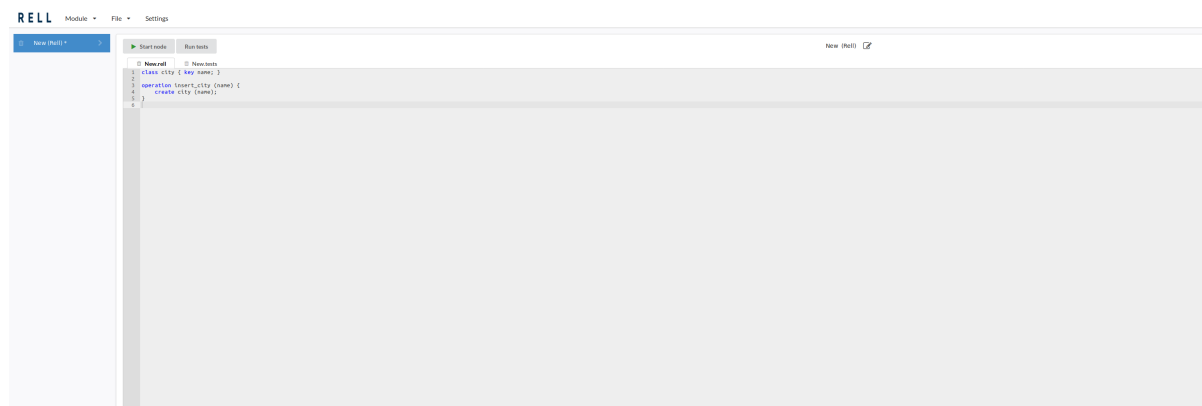 RELL Module File Settings
New (Rell) *
Start node Run tests New (Rell)
New.rell New.tests
1 class city { key name; }
2
3 operation insert_city (name) {
4 create city (name);
5 }
6